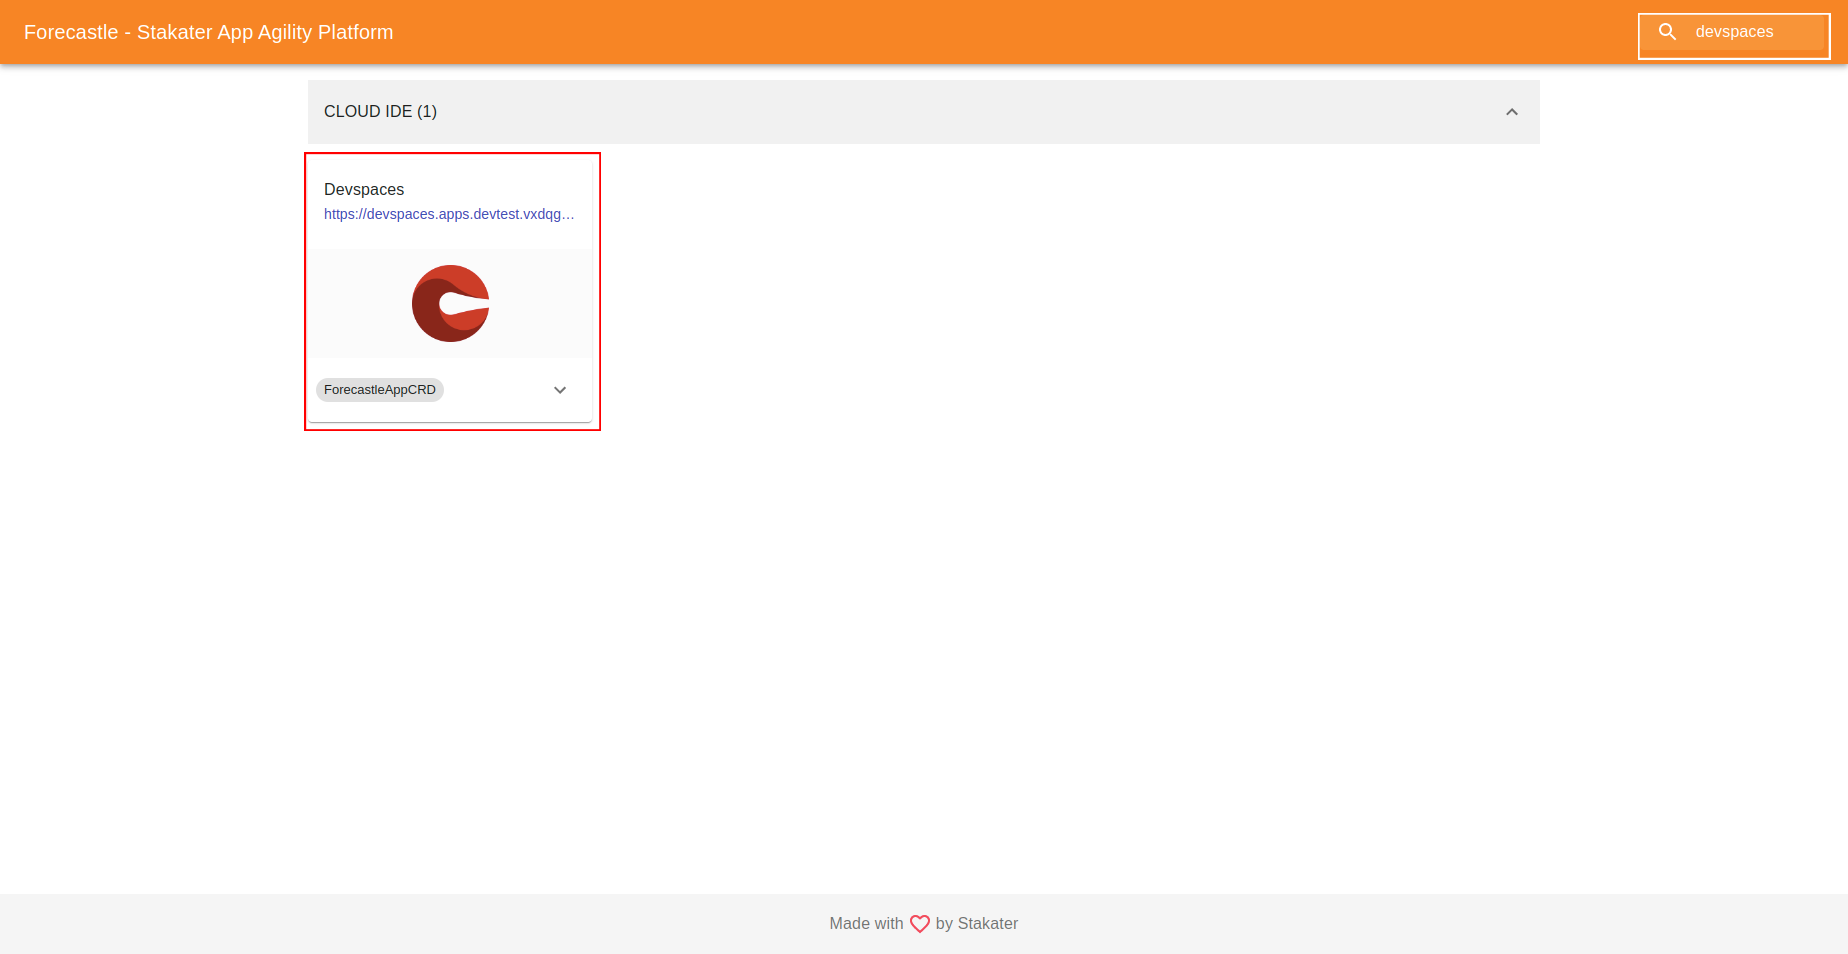 Forecastle - Stakater App Agility Platform
devspaces
CLOUD IDE (1)
Devspaces
https://devspaces.apps.devtest.vxdqg…
ForecastleAppCRD
Made with by Stakater